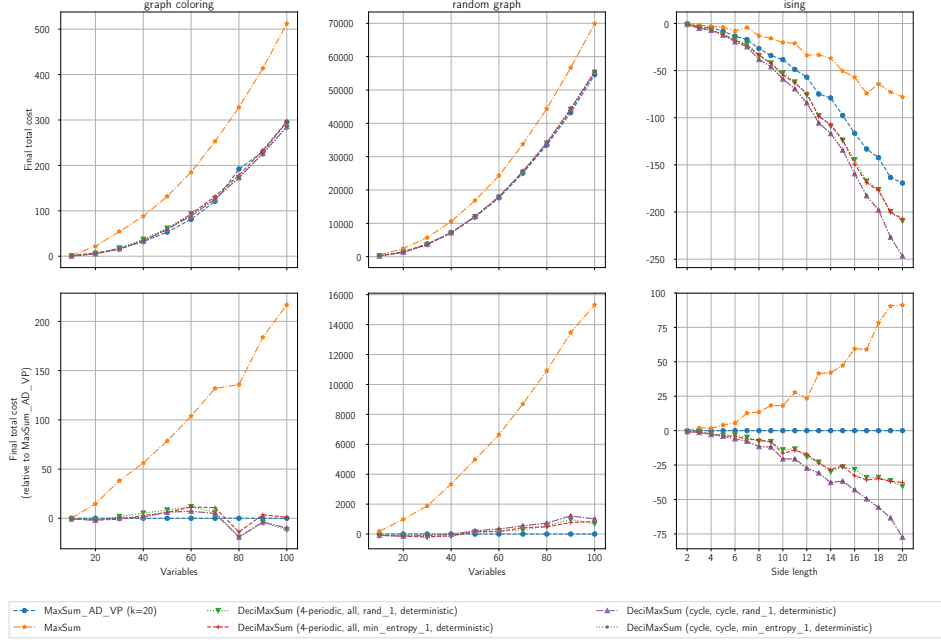 graph coloring
random graph
ising
500
400
300
200
100
0
Final total cost
70000
60000
50000
40000
30000
20000
10000
0
0
-50
-100
-150
-200
-250
200
150
100
50
0
Final total cost
(relative to MaxSum_AD_VP)
20 40 60 80 100
Variables
16000
14000
12000
10000
8000
6000
4000
2000
0
20 40 60 80 100
Variables
100
75
50
25
0
-25
-50
-75
2 4 6 8 10 12 14 16 18 20
Side length
MaxSum_AD_VP (k=20)
MaxSum
DeciMaxSum (4-periodic, all, rand_1, deterministic)
DeciMaxSum (4-periodic, all, min_entropy_1, deterministic)
DeciMaxSum (cycle, cycle, rand_1, deterministic)
DeciMaxSum (cycle, cycle, min_entropy_1, deterministic)